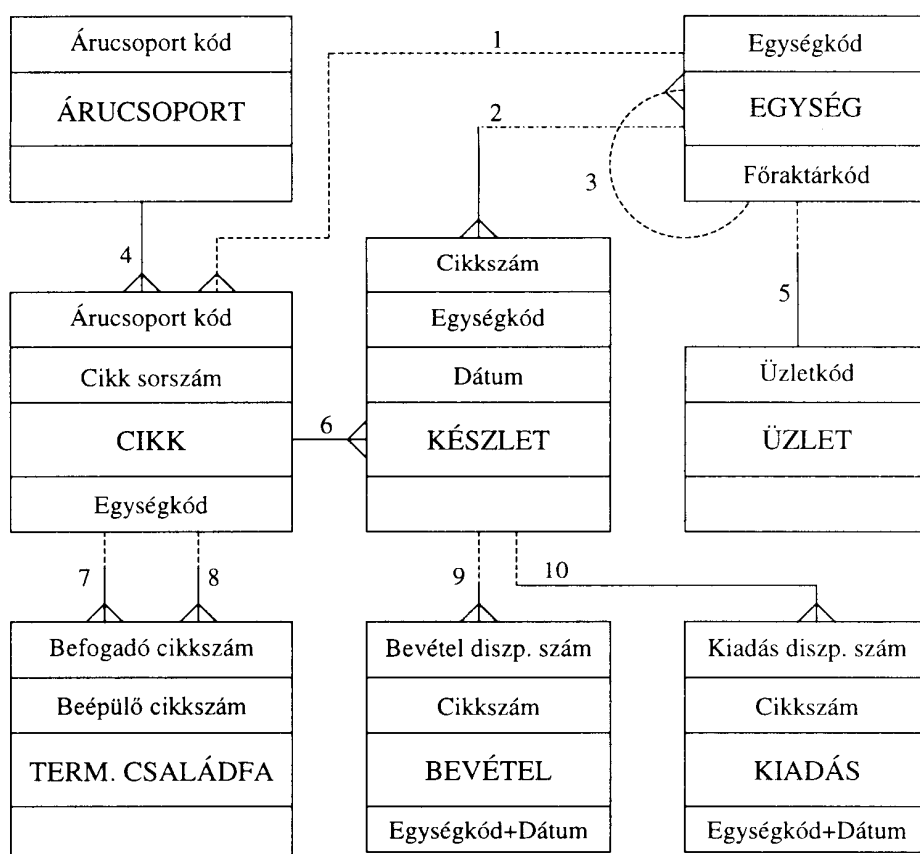 Árucsoport kód
ÁRUCSOPORT
1
Egységkód
EGYSÉG
Főraktárkód
2
3
4
5
Árucsoport kód
Cikk sorszám
CIKK
Egységkód
6
Cikkszám
Egységkód
Dátum
KÉSZLET
Üzletkód
ÜZLET
7
8
9
10
Befogadó cikkszám
Beépülő cikkszám
TERM. CSALÁDFA
Bevétel diszp. szám
Cikkszám
BEVÉTEL
Egységkód+Dátum
Kiadás diszp. szám
Cikkszám
KIADÁS
Egységkód+Dátum